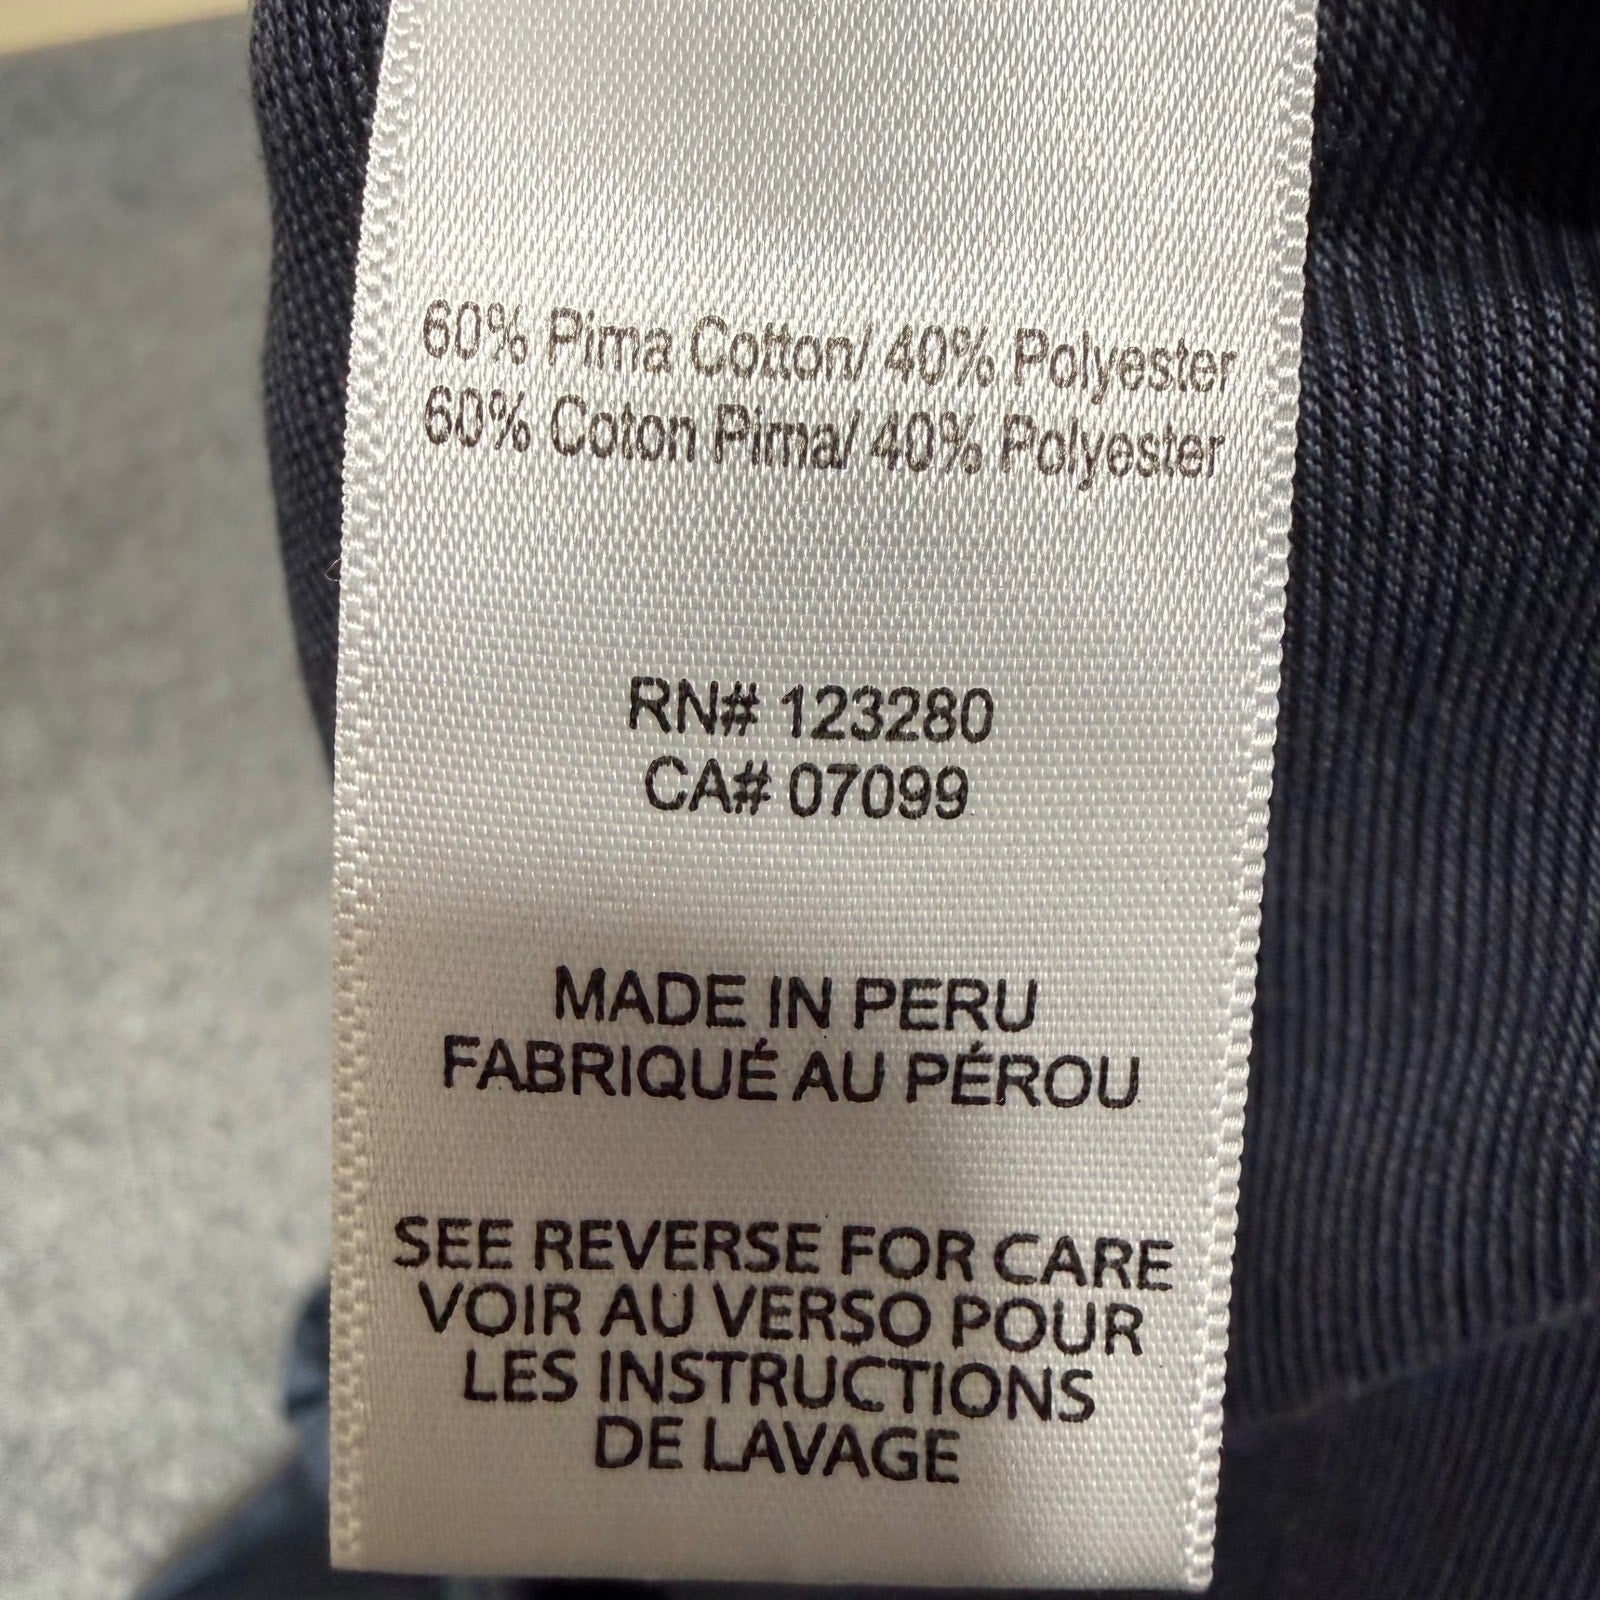 60% Pima Cotton/ 40% Polyester
60% Coton Pima/ 40% Polyester
RN# 123280
CA# 07099
MADE IN PERU
FABRIQUÉ AU PÉROU
SEE REVERSE FOR CARE
VOIR AU VERSO POUR
LES INSTRUCTIONS
DE LAVAGE